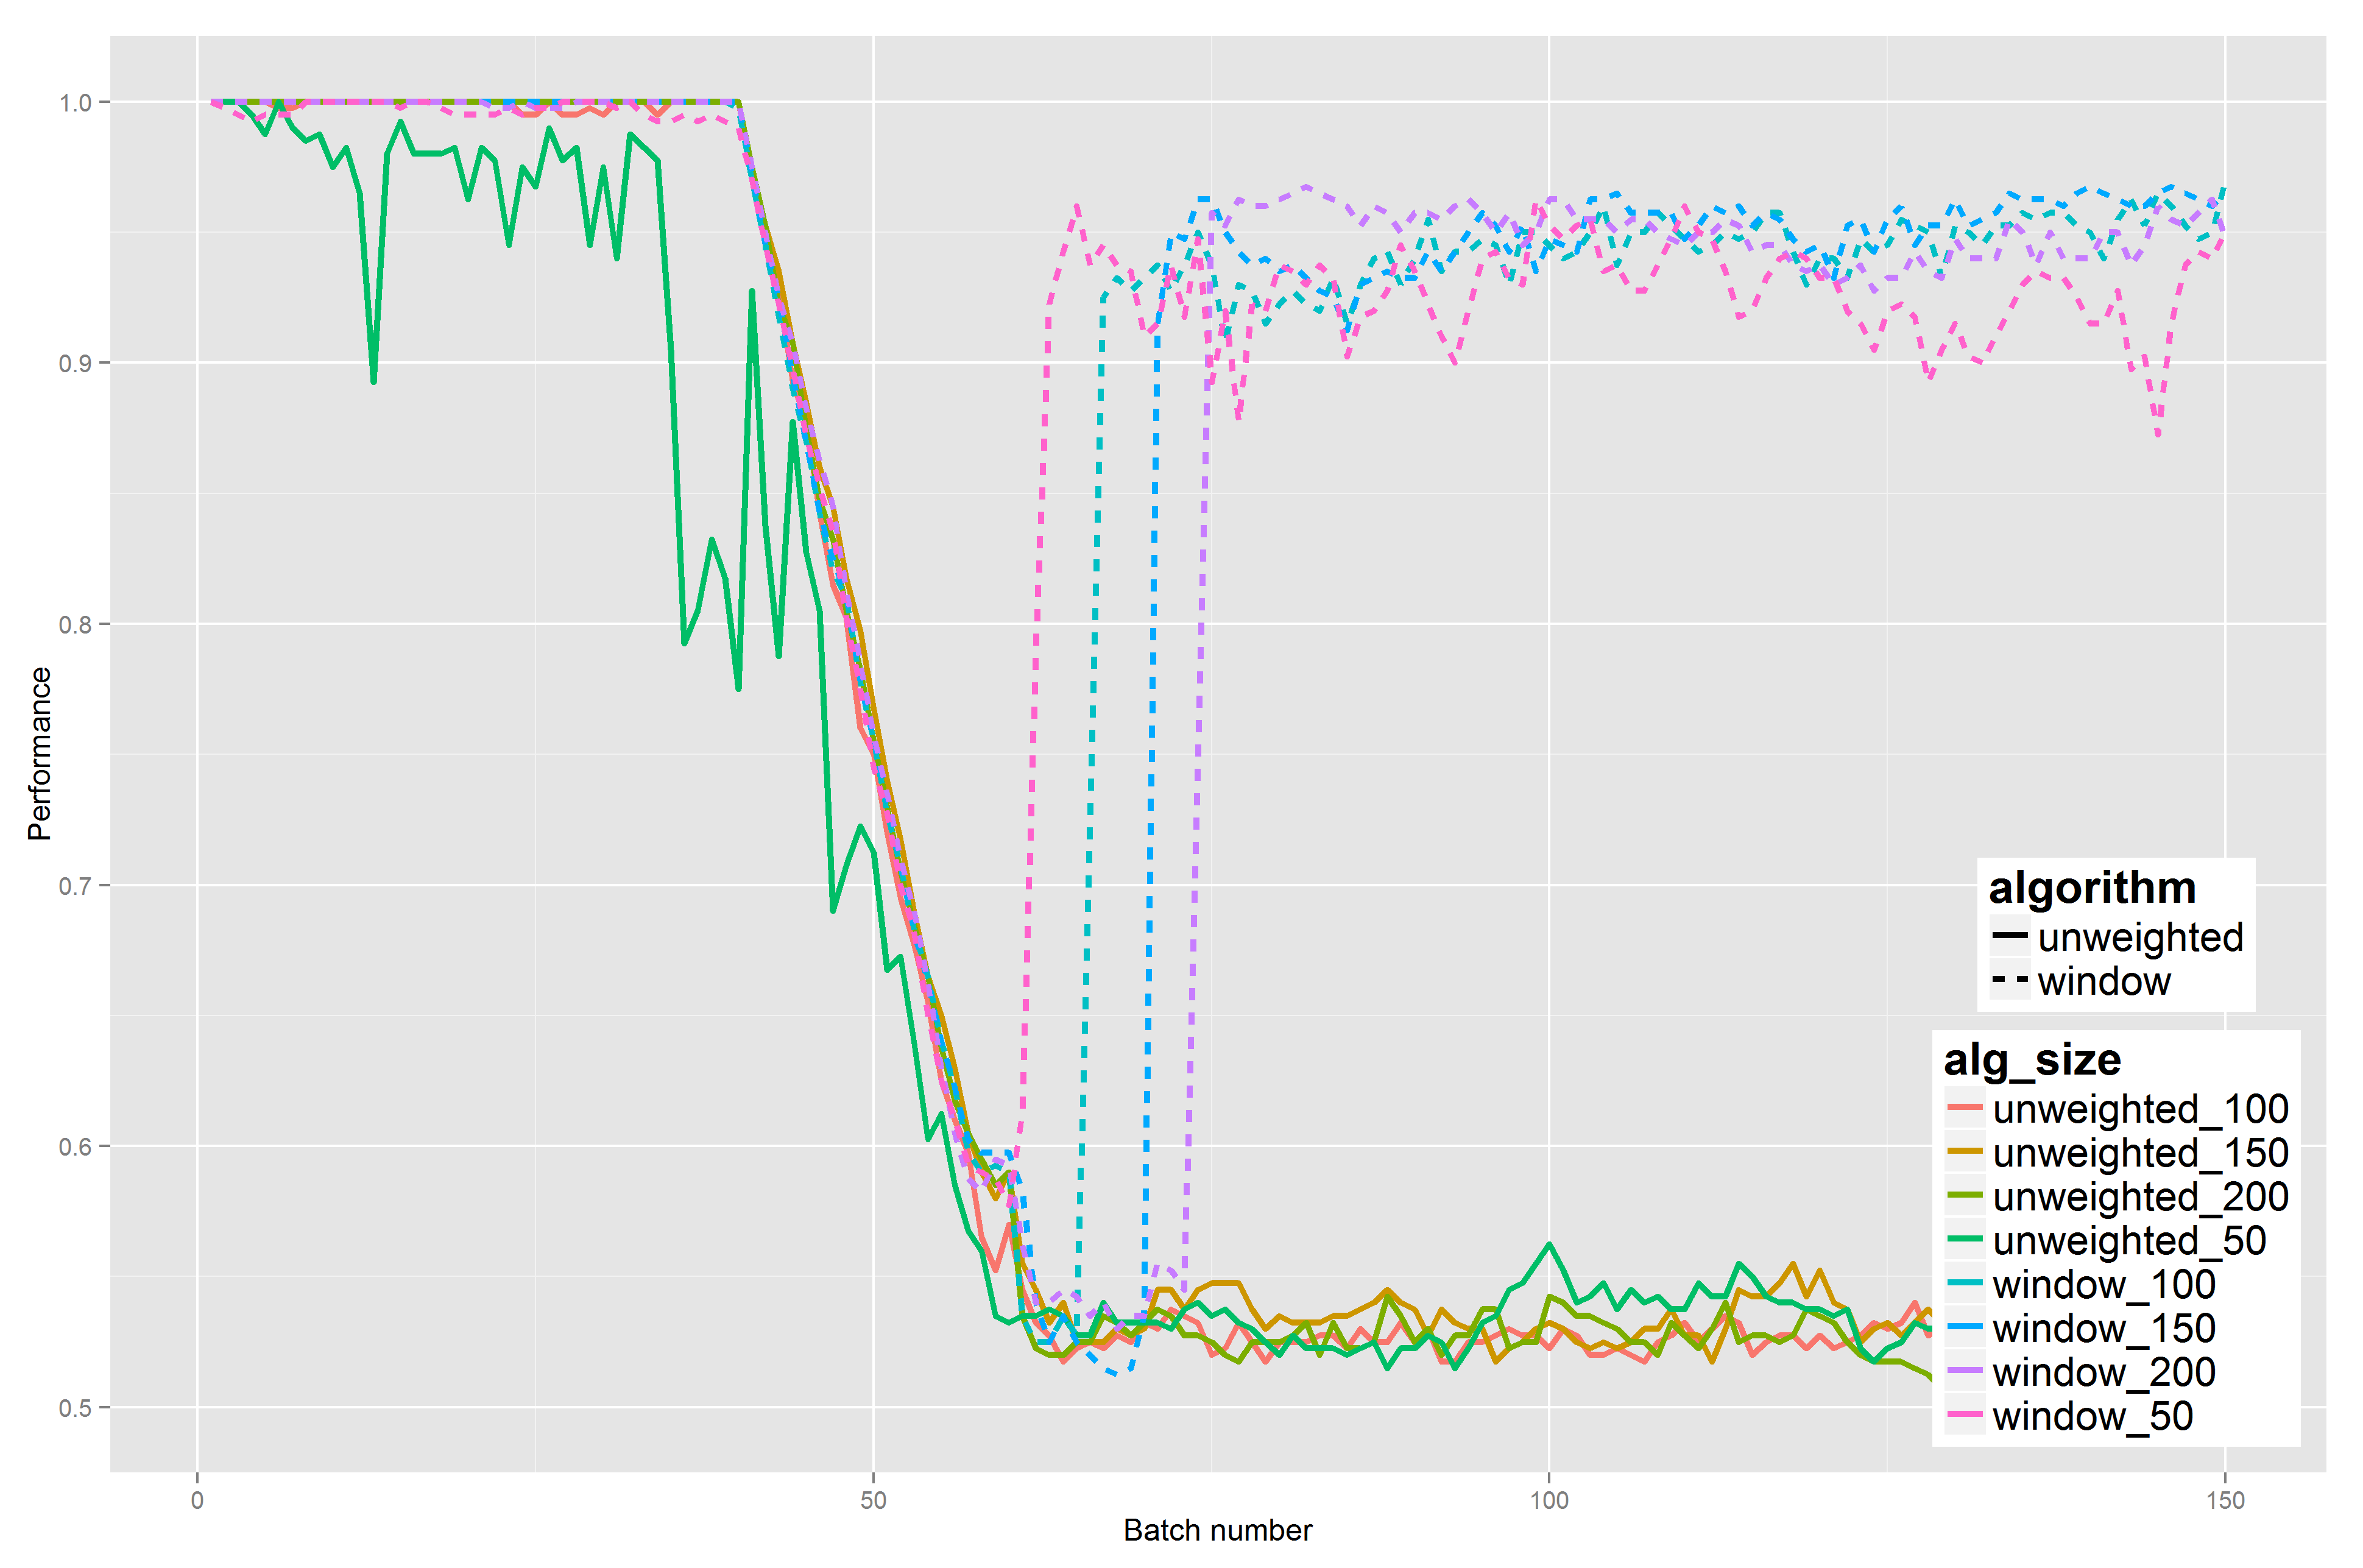 1.0
0.9
0.8
0.7
0.6
0.5
Performance
0
50
100
150
Batch number
algorithm
unweighted
window
alg_size
unweighted_100
unweighted_150
unweighted_200
unweighted_50
window_100
window_150
window_200
window_50